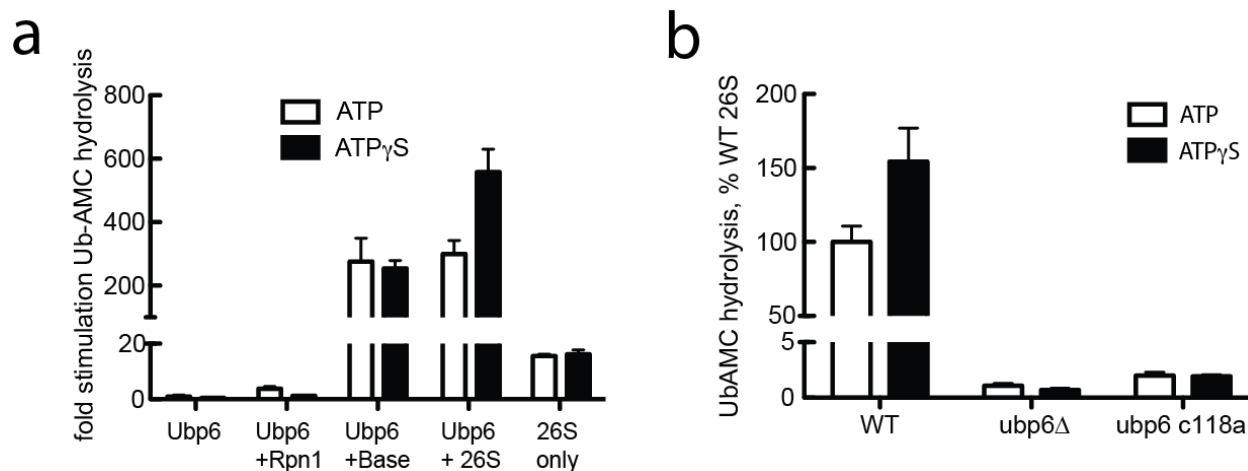 a
fold stimulation Ub-AMC hydrolysis
800
600
400
200
20
0
ATP
ATPγS
Ubp6
Ubp6
+Rpn1
Ubp6
+Base
Ubp6
+ 26S
26S
only
b
UbAMC hydrolysis, % WT 26S
200
150
100
50
5
0
ATP
ATPγS
WT
ubp6Δ
ubp6 c118a